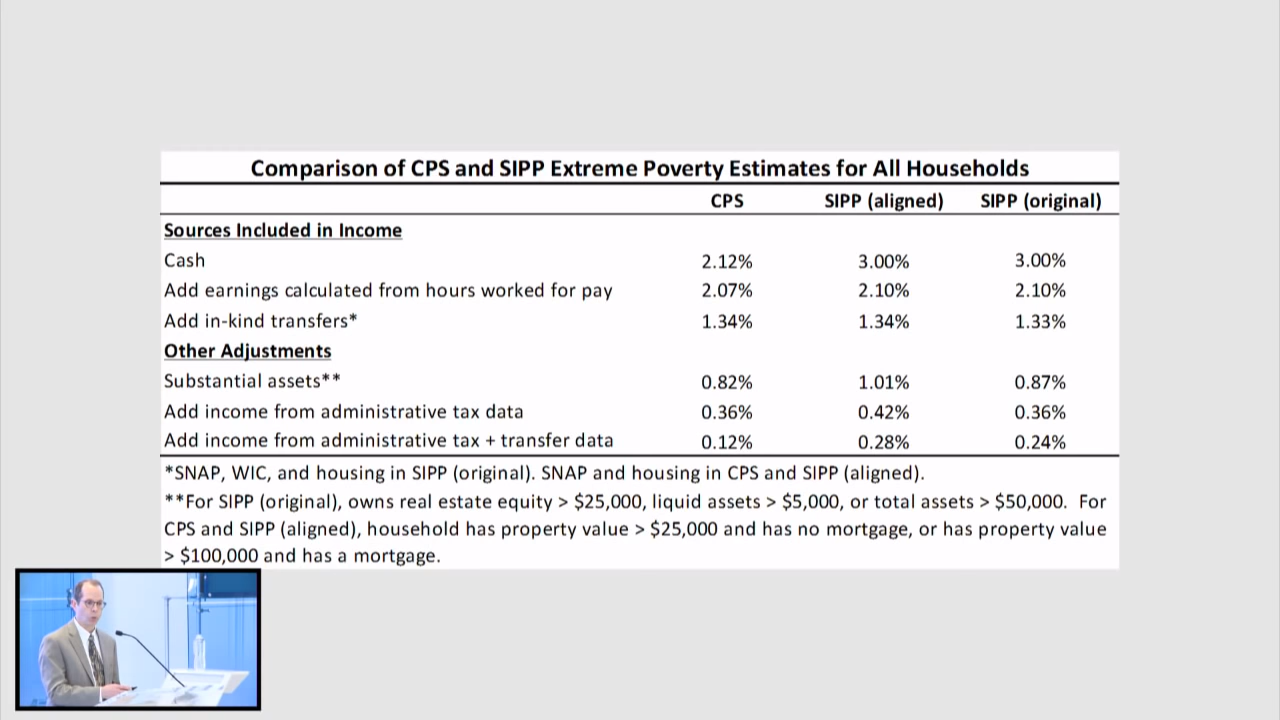 Comparison of CPS and SIPP Extreme Poverty Estimates for All Households
CPS SIPP (aligned) SIPP (original)
Sources Included in Income
Cash 2.12% 3.00% 3.00%
Add earnings calculated from hours worked for pay 2.07% 2.10% 2.10%
Add in-kind transfers* 1.34% 1.34% 1.33%
Other Adjustments
Substantial assets** 0.82% 1.01% 0.87%
Add income from administrative tax data 0.36% 0.42% 0.36%
Add income from administrative tax + transfer data 0.12% 0.28% 0.24%
*SNAP, WIC, and housing in SIPP (original). SNAP and housing in CPS and SIPP (aligned).
**For SIPP (original), owns real estate equity > $25,000, liquid assets > $5,000, or total assets > $50,000. For
CPS and SIPP (aligned), household has property value > $25,000 and has no mortgage, or has property value
> $100,000 and has a mortgage.